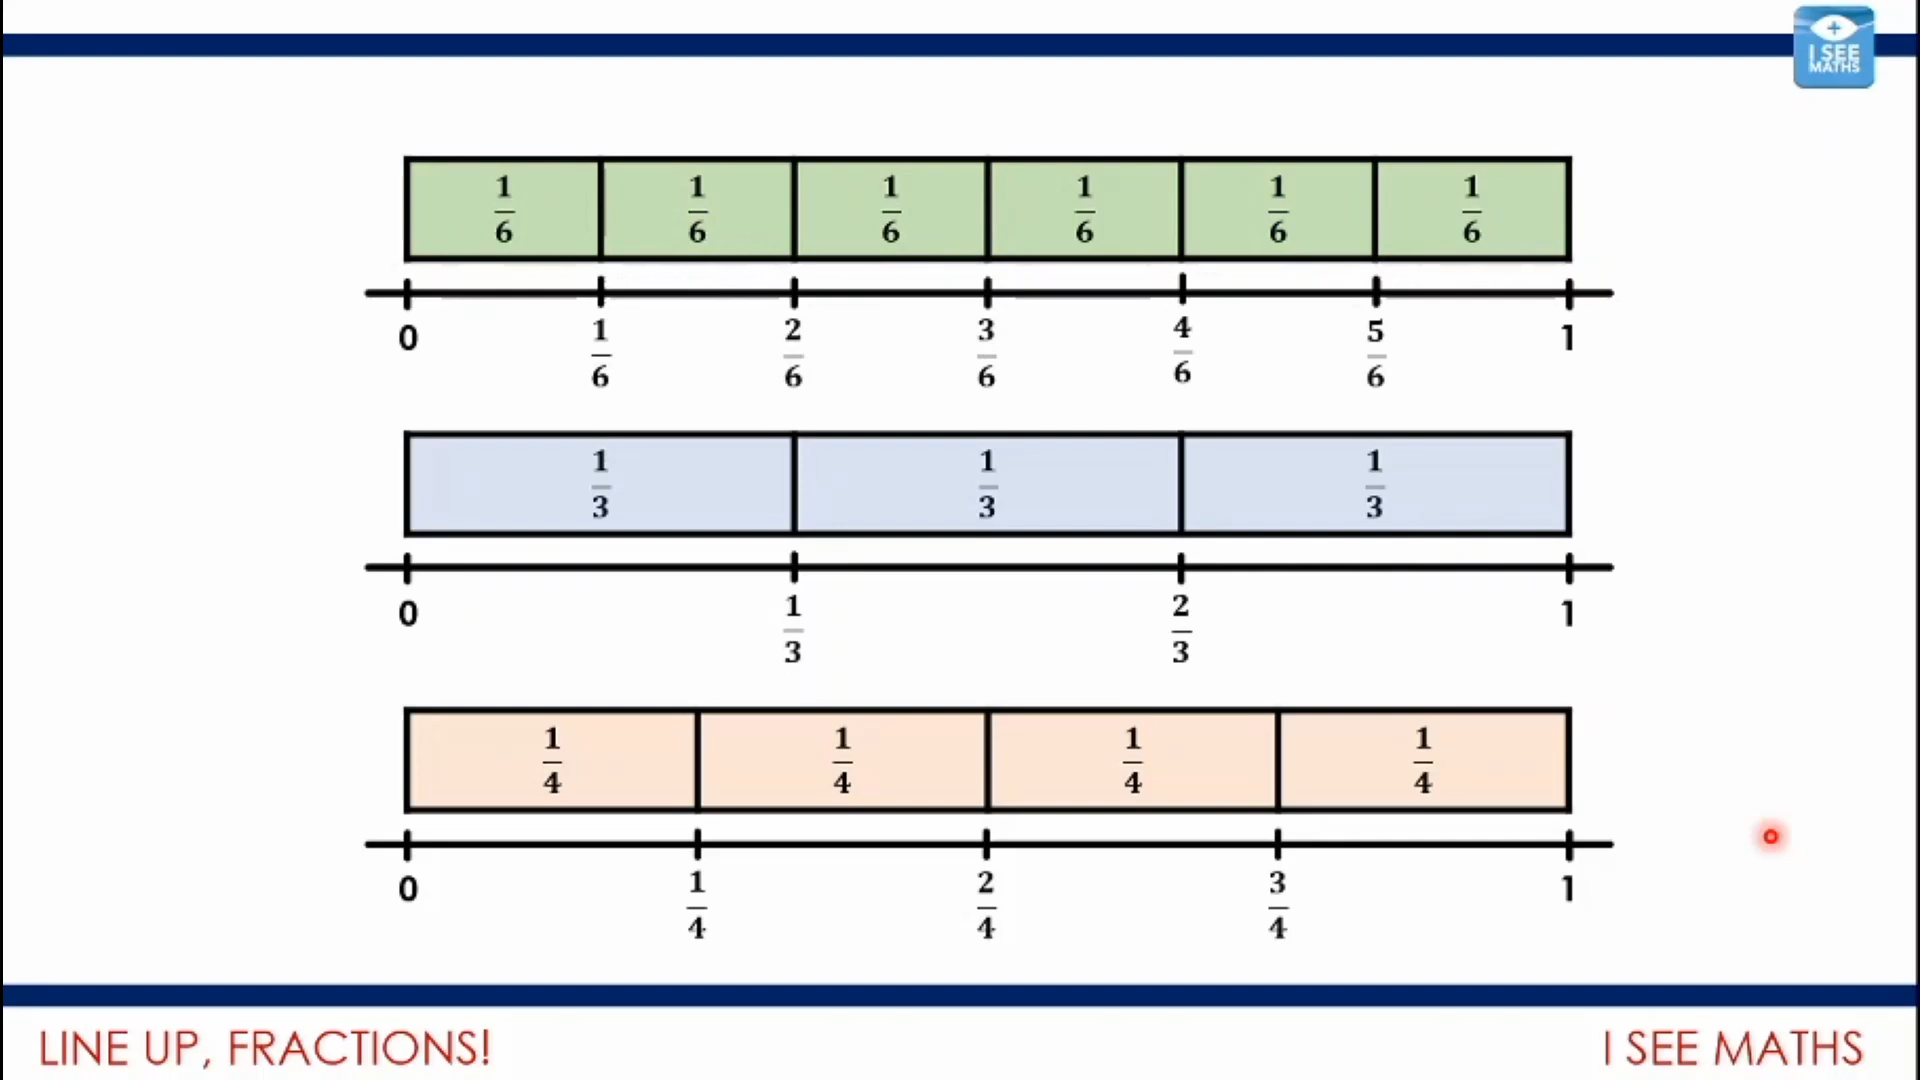 I SEE
MATHS
1/6 1/6 1/6 1/6 1/6 1/6
0 1/6 2/6 3/6 4/6 5/6 1
1/3 1/3 1/3
0 1/3 2/3 1
1/4 1/4 1/4 1/4
0 1/4 2/4 3/4 1
LINE UP, FRACTIONS!
I SEE MATHS